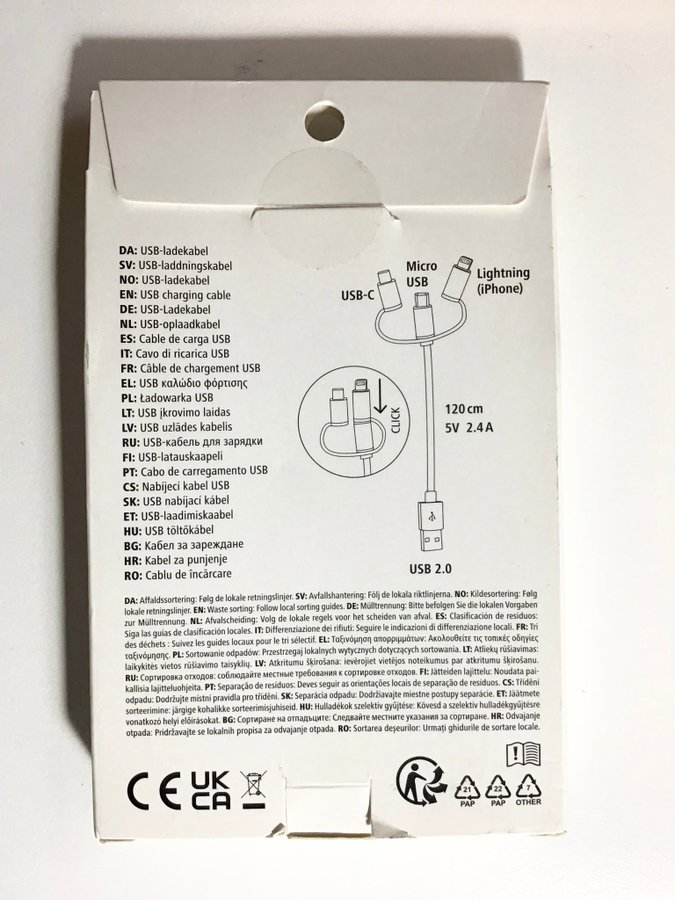 DA: USB-ladekabel
SV: USB-laddningskabel
NO: USB-ladekabel
EN: USB charging cable
DE: USB-Ladekabel
NL: USB-oplaadkabel
ES: Cable de carga USB
IT: Cavo di ricarica USB
FR: Câble de chargement USB
EL: USB καλώδιο φόρτισης
PL: Ładowarka USB
LT: USB įkrovimo laidas
LV: USB uzlādes kabelis
RU: USB-кабель для зарядки
FI: USB-latauskaapeli
PT: Cabo de carregamento USB
CS: Nabíjecí kabel USB
SK: USB nabíjací kábel
ET: USB-laadimiskaabel
HU: USB töltőkábel
BG: Кабел за зареждане
HR: Kabel za punjenje
RO: Cablu de încărcare
USB-C
Micro
USB
Lightning
(iPhone)
CLICK
120 cm
5V 2.4 A
USB 2.0
DA: Affaldssortering: Følg de lokale retningslinjer. SV: Avfallshantering: Följ de lokala riktlinjerna. NO: Kildesortering: Følg
lokale retningslinjer. EN: Waste sorting: Follow local sorting guides. DE: Mülltrennung: Bitte befolgen Sie die lokalen Vorgaben
zur Mülltrennung. NL: Afvalscheiding: Volg de lokale regels voor het scheiden van afval. ES: Clasificación de residuos:
Siga las guías de clasificación locales. IT: Differenziazione dei rifiuti: Seguire le indicazioni di differenziazione locali. FR: Tri
des déchets : Suivez les guides locaux pour le tri sélectif. EL: Ταξινόμηση απορριμμάτων: Ακολουθείτε τις τοπικές οδηγίες
ταξινόμησης. PL: Sortowanie odpadów: Przestrzegaj lokalnych wytycznych dotyczących sortowania. LT: Atliekų rūšiavimas:
laikykitės vietos rūšiavimo taisyklių. LV: Atkritumu šķirošana: ievērojiet vietējos noteikumus par atkritumu šķirošanu.
RU: Сортировка отходов: соблюдайте местные требования к сортировке отходов. FI: Jätteiden lajittelu: Noudata pai-
kallisia lajitteluohjeita. PT: Separação de resíduos: Deves seguir as orientações locais de separação de resíduos. CS: Třídění
odpadu: Dodržujte místní pravidla pro třídění. SK: Separácia odpadu: Dodržiavajte miestne postupy separácie. ET: Jäätmete
sorteerimine: järgige kohalikke sorteerimisjuhiseid. HU: Hulladékok szelektív gyűjtése: Kövesd a szelektív hulladékgyűjtésre
vonatkozó helyi előírásokat. BG: Сортиране на отпадъците: Следвайте местните указания за сортиране. HR: Odvajanje
otpada: Pridržavajte se lokalnih propisa za odvajanje otpada. RO: Sortarea deșeurilor: Urmați ghidurile de sortare locale.
CE
UK
CA
21
PAP
22
PAP
7
OTHER